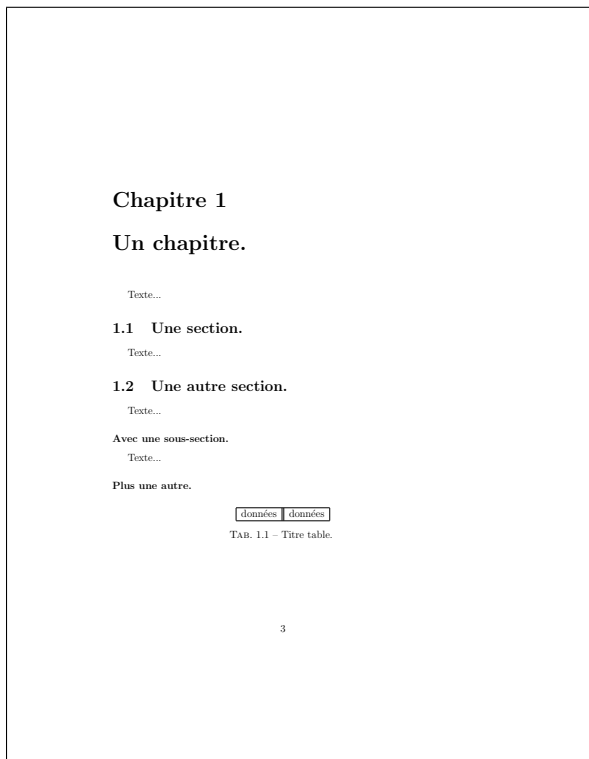 Chapitre 1
Un chapitre.
Texte...
1.1 Une section.
Texte...
1.2 Une autre section.
Texte...
Avec une sous-section.
Texte...
Plus une autre.
données données
TAB. 1.1 – Titre table.
3